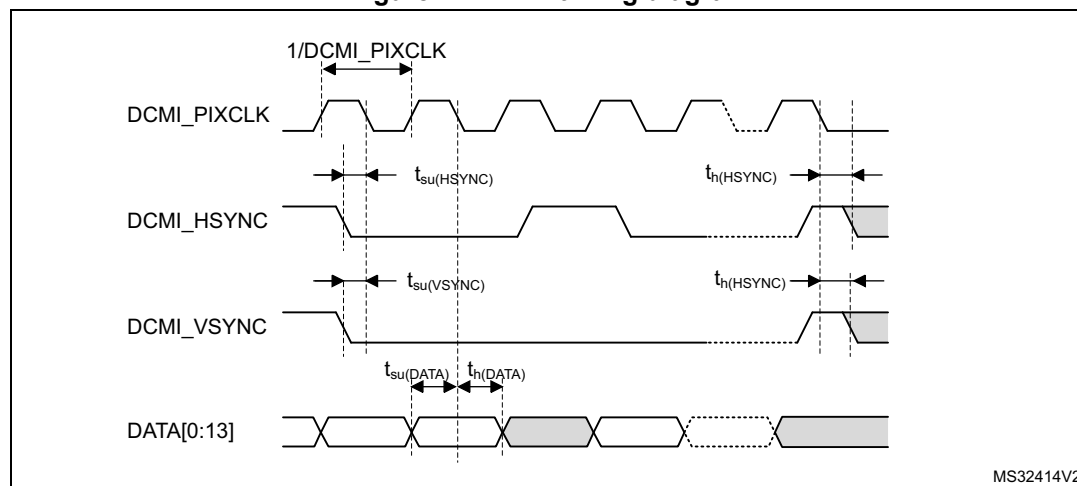 1/DCMI_PIXCLK
DCMI_PIXCLK
tsu(HSYNC) th(HSYNC)
DCMI_HSYNC
tsu(VSYNC) th(HSYNC)
DCMI_VSYNC
tsu(DATA) th(DATA)
DATA[0:13]
MS32414V2